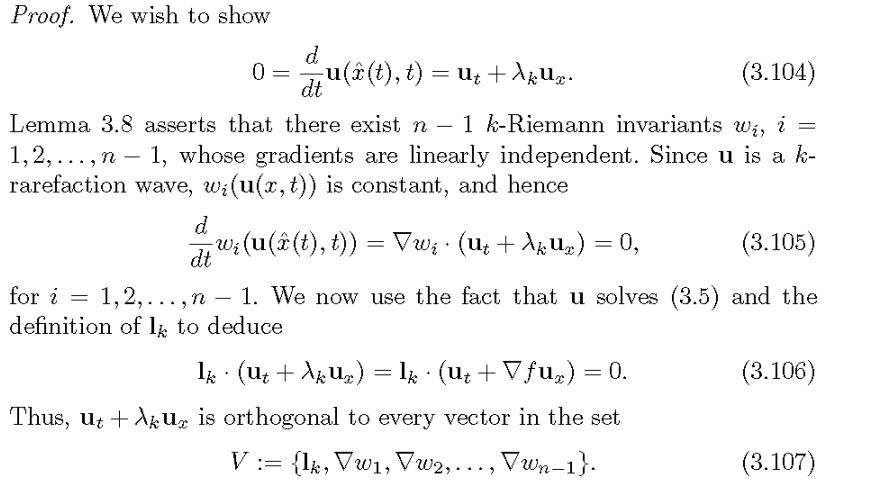 Proof. We wish to show
0 = d/dt u(x̂(t), t) = u_t + λ_k u_x. (3.104)
Lemma 3.8 asserts that there exist n − 1 k-Riemann invariants w_i, i =
1, 2, . . . , n − 1, whose gradients are linearly independent. Since u is a k-
rarefaction wave, w_i(u(x, t)) is constant, and hence
d/dt w_i(u(x̂(t), t)) = ∇w_i · (u_t + λ_k u_x) = 0, (3.105)
for i = 1, 2, . . . , n − 1. We now use the fact that u solves (3.5) and the
definition of l_k to deduce
l_k · (u_t + λ_k u_x) = l_k · (u_t + ∇f u_x) = 0. (3.106)
Thus, u_t + λ_k u_x is orthogonal to every vector in the set
V := {l_k, ∇w_1, ∇w_2, . . . , ∇w_{n−1}}. (3.107)